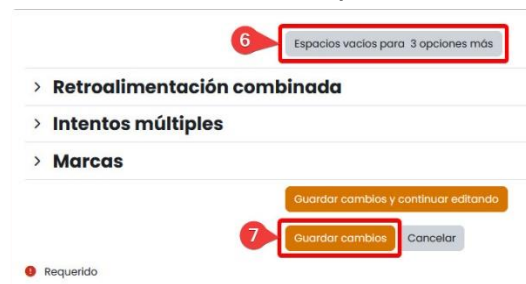 6
Espacios vacíos para 3 opciones más
Retroalimentación combinada
Intentos múltiples
Marcas
Guardar cambios y continuar editando
7
Guardar cambios
Cancelar
Requerido